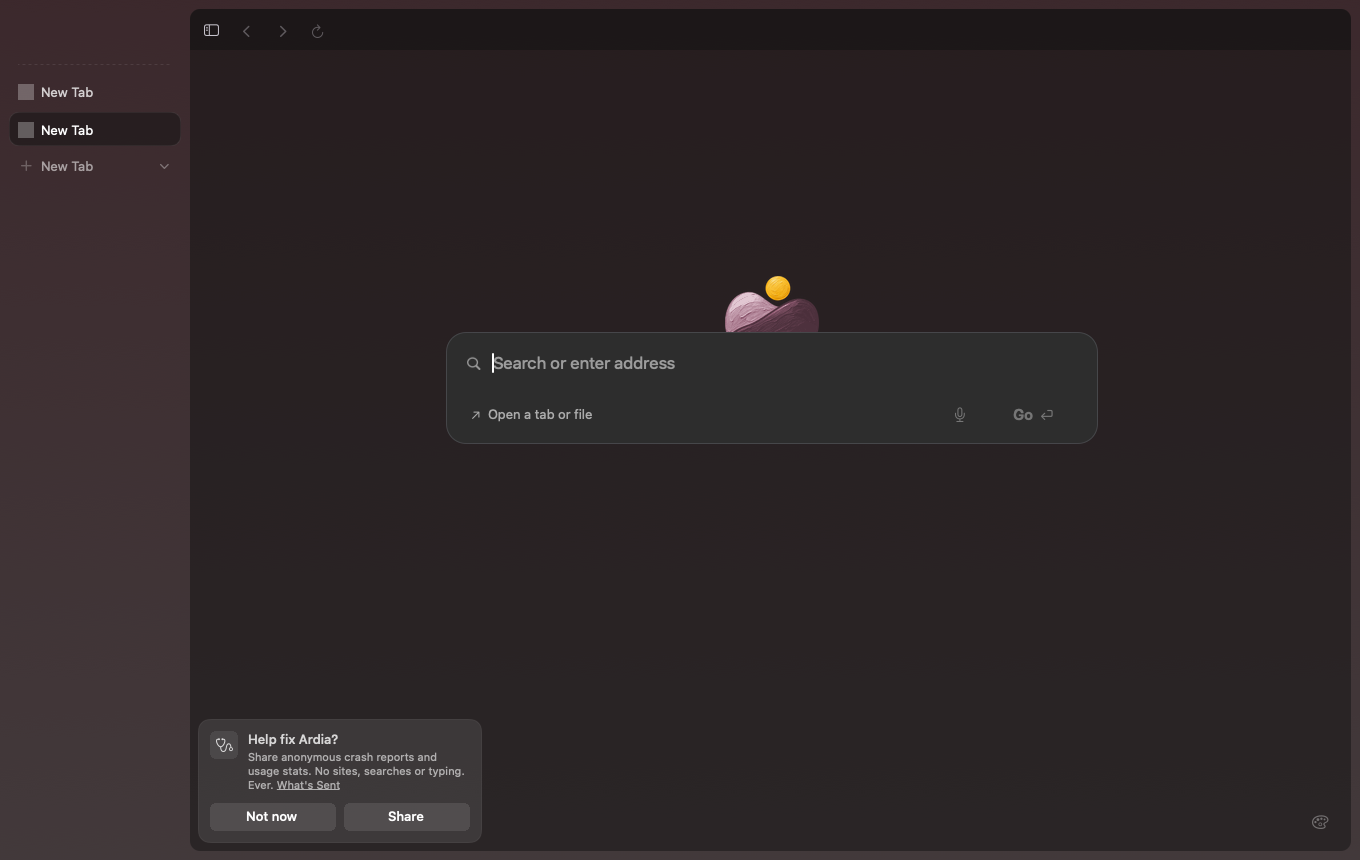 New Tab
New Tab
New Tab
Search or enter address
Open a tab or file
Go
Help fix Ardia?
Share anonymous crash reports and
usage stats. No sites, searches or typing.
Ever. What's Sent
Not now
Share